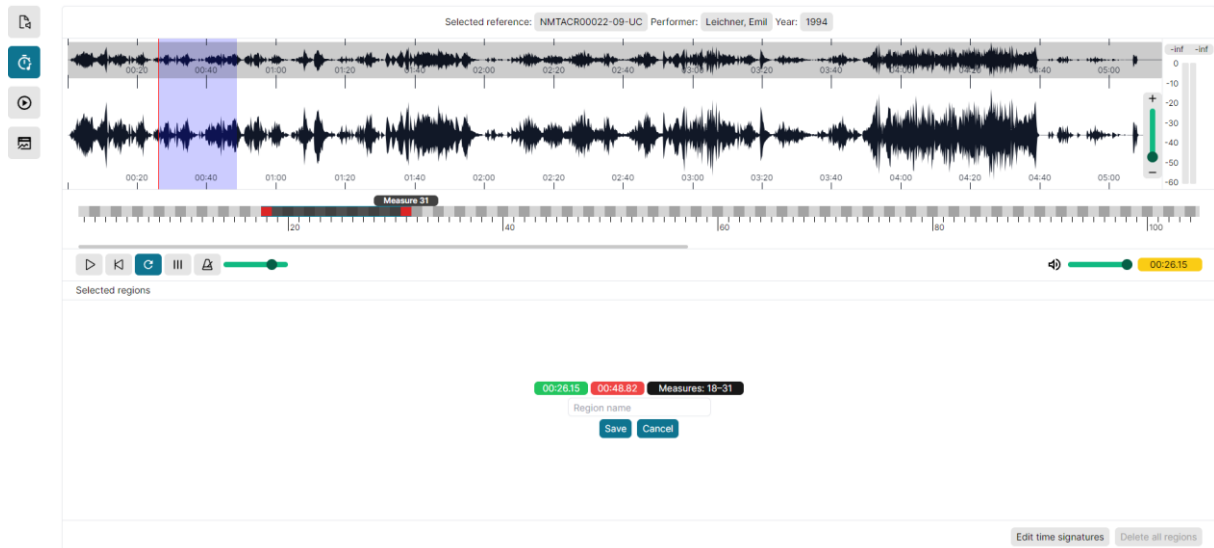 Selected reference: NMTACR00022-09-UC Performer: Leichner, Emil Year: 1994
-inf -inf
00:20 00:40 01:00 01:20 01:40 02:00 02:20 02:40 03:00 03:20 03:40 04:00 04:20 04:40 05:00
0
-10
-20
-30
-40
-50
-60
+
−
00:20 00:40 01:00 01:20 01:40 02:00 02:20 02:40 03:00 03:20 03:40 04:00 04:20 04:40 05:00
Measure 31
20 40 60 80 100
00:26.15
Selected regions
00:26.15 00:48.82 Measures: 18–31
Region name
Save Cancel
Edit time signatures Delete all regions